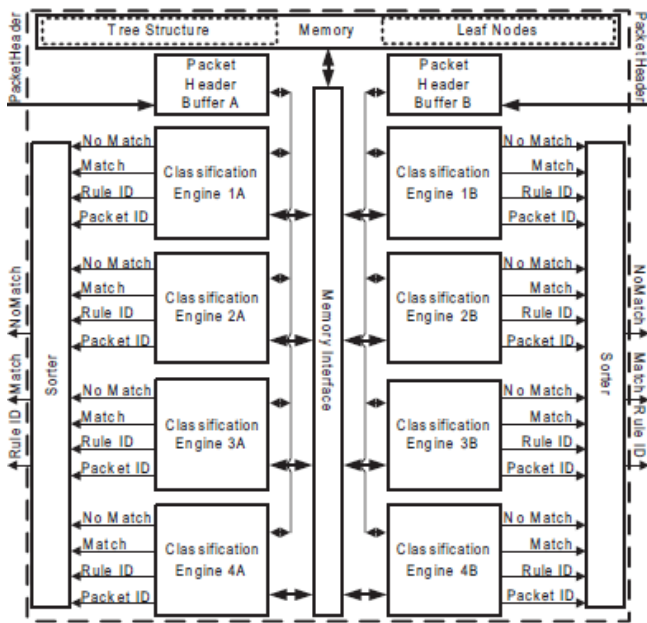 Tree Structure
Memory
Leaf Nodes
PacketHeader
PacketHeader
Packet
Header
Buffer A
Packet
Header
Buffer B
No Match
Match
Rule ID
Packet ID
Classification
Engine 1A
Classification
Engine 1B
No Match
Match
Rule ID
Packet ID
No Match
Match
Rule ID
Packet ID
Classification
Engine 2A
Classification
Engine 2B
No Match
Match
Rule ID
Packet ID
No Match
Match
Rule ID
Packet ID
Classification
Engine 3A
Classification
Engine 3B
No Match
Match
Rule ID
Packet ID
No Match
Match
Rule ID
Packet ID
Classification
Engine 4A
Classification
Engine 4B
No Match
Match
Rule ID
Packet ID
NoMatch
Match
Rule ID
Sorter
Memory Interface
Sorter
NoMatch
Match
Rule ID